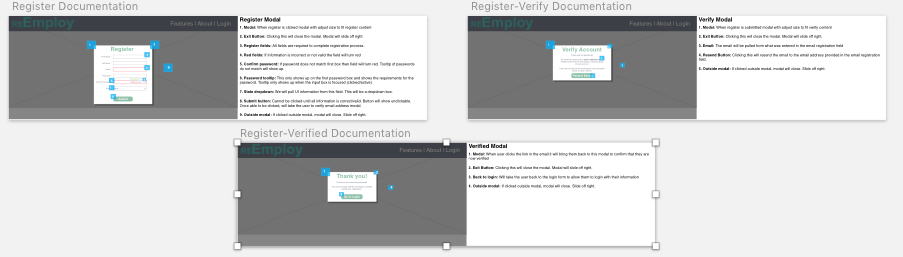 Register Documentation
Register-Verify Documentation
Employ
Features | About | Login
Register
Register Modal
1. Modal: When register is clicked modal with adjust size to fit register content
2. Exit Button: Clicking this will close the modal. Modal will slide off right.
3. Register fields: All fields are required to complete registration process.
4. Red fields: If information is incorrect or not valid the field will turn red
5. Confirm password: If password does not match first box then field will turn red. Tooltip of passwords
do not match will show up.
6. Password tooltip: This only shows up on the first password box and shows the requirements for the
password. Tooltip only shows up when the input box is focused (clicked/active)
7. State dropdown: We will pull UI information from this field. This will be a dropdown box
8. Submit button: Cannot be clicked until all information is correct/valid. Button will show unclickable.
Once able to be clicked, will take the user to verify email address modal.
9. Outside modal: If clicked outside modal, modal will close. Slide off right.
Employ
Features | About | Login
Verify Account
Verify Modal
1. Modal: When register is submitted modal with adjust size to fit verify content
2. Exit Button: Clicking this will close the modal. Modal will slide off right.
3. Email: The email will be pulled from what was entered in the email registration field
4. Resend Button: Clicking this will resend the email to the email address provided in the email registration
field.
5. Outside modal: If clicked outside modal, modal will close. Slide off right.
Register-Verified Documentation
Employ
Features | About | Login
Thank you!
Verified Modal
1. Modal: When user clicks the link in the email it will bring them back to this modal to confirm that they are
now verified
2. Exit Button: Clicking this will close the modal. Modal will slide off right.
3. Back to login: Will take the user back to the login form to allow them to login with their information
4. Outside modal: If clicked outside modal, modal will close. Slide off right.